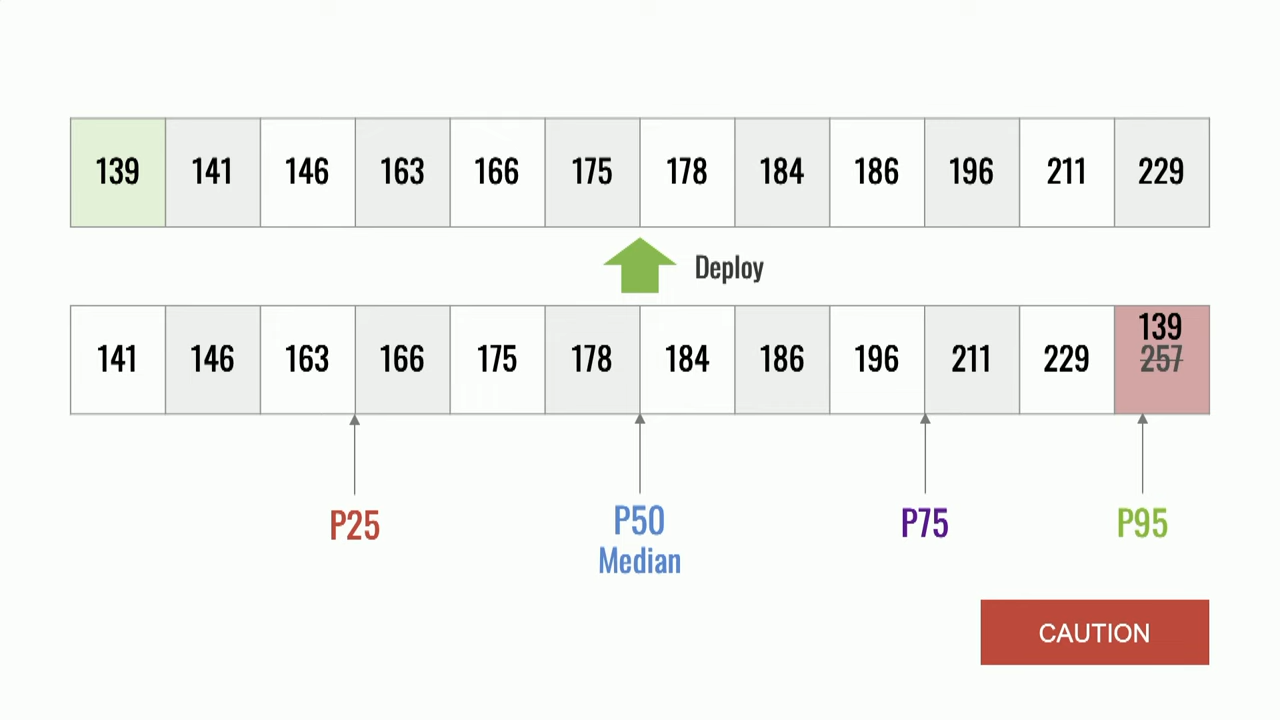 139 141 146 163 166 175 178 184 186 196 211 229
Deploy
139
141 146 163 166 175 178 184 186 196 211 229 257
P25 P50 P75 P95
Median
CAUTION